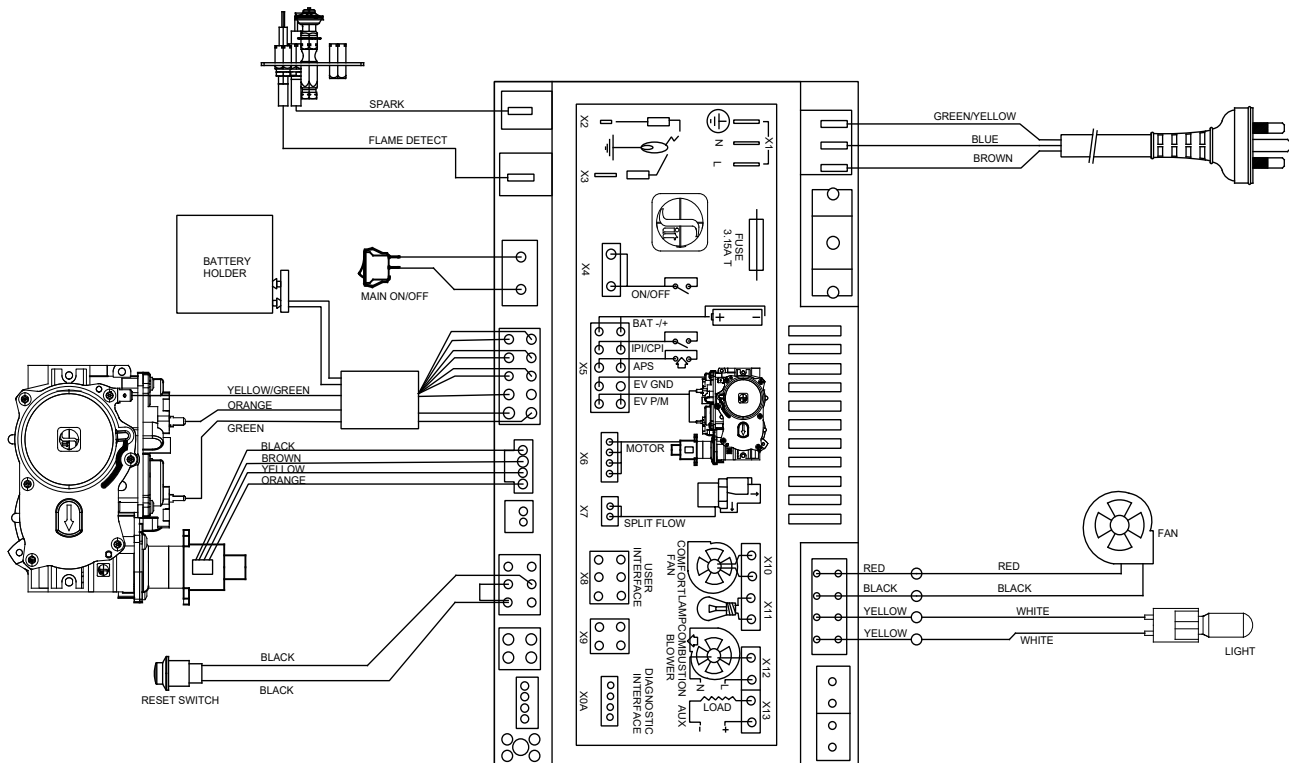 SPARK
FLAME DETECT
BATTERY
HOLDER
MAIN ON/OFF
YELLOW/GREEN
ORANGE
GREEN
BLACK
BROWN
YELLOW
ORANGE
BLACK
BLACK
RESET SWITCH
X2
X3
X4
ON/OFF
X5
BAT -/+
IPI/CPI
APS
EV GND
EV P/M
X6
MOTOR
X7
SPLIT FLOW
X8
USER
INTERFACE
X9
X0A
DIAGNOSTIC
INTERFACE
N
L
X1
FUSE
3.15A T
+ -
COMFORT
FAN
X10
LAMP
X11
COMBUSTION
BLOWER
N
L
X12
AUX
LOAD
- +
X13
GREEN/YELLOW
BLUE
BROWN
FAN
RED
RED
BLACK
BLACK
YELLOW
WHITE
YELLOW
WHITE
LIGHT